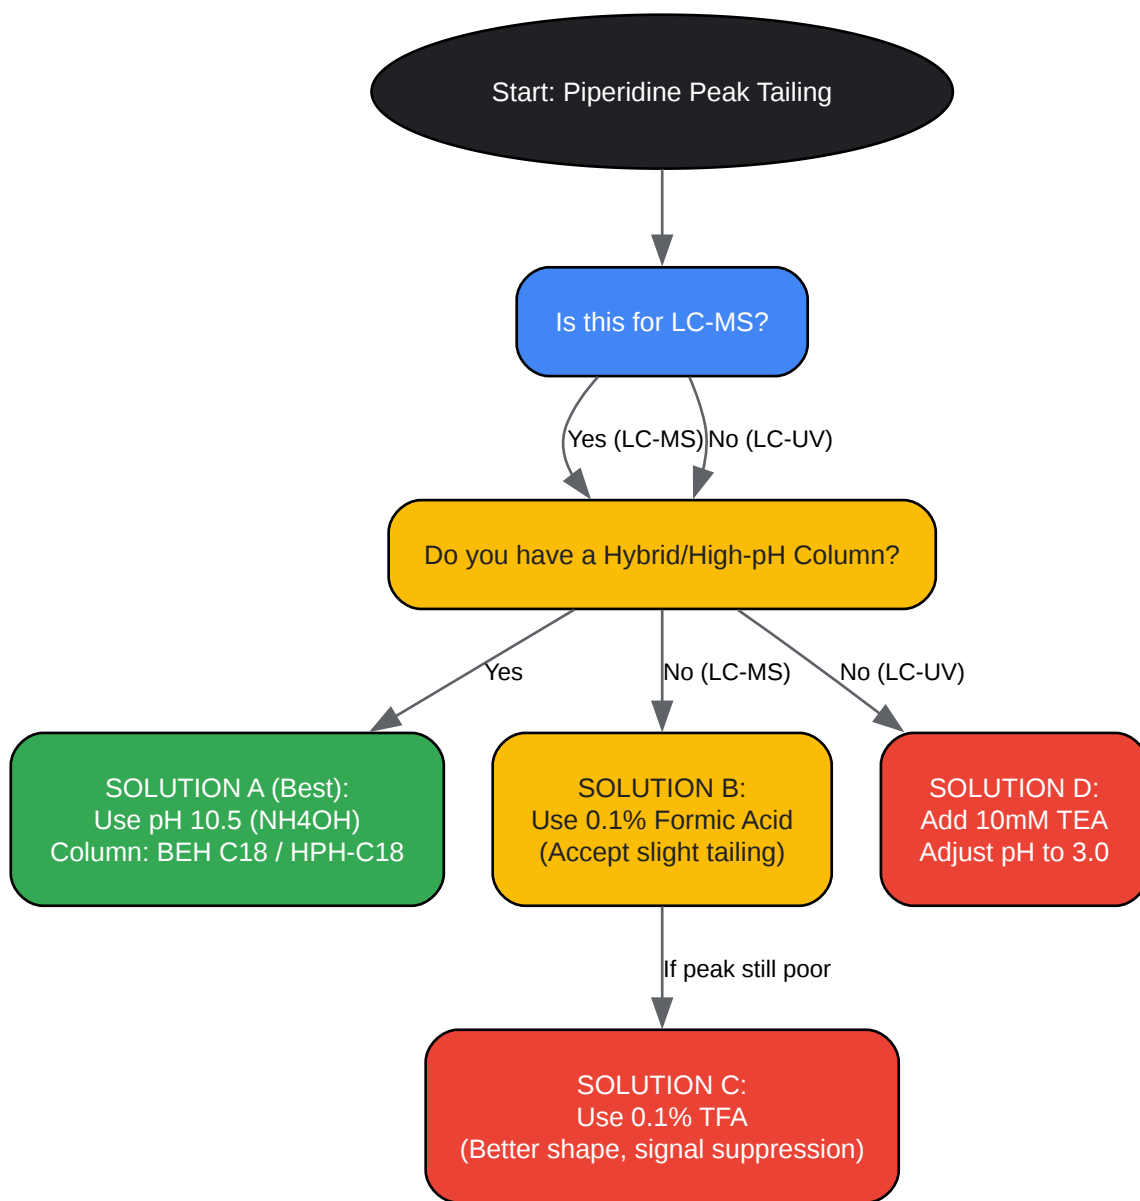 Start: Piperidine Peak Tailing
Is this for LC-MS?
Yes (LC-MS)
No (LC-UV)
Do you have a Hybrid/High-pH Column?
Yes
No (LC-MS)
No (LC-UV)
SOLUTION A (Best):
Use pH 10.5 (NH4OH)
Column: BEH C18 / HPH-C18
SOLUTION B:
Use 0.1% Formic Acid
(Accept slight tailing)
SOLUTION D:
Add 10mM TEA
Adjust pH to 3.0
If peak still poor
SOLUTION C:
Use 0.1% TFA
(Better shape, signal suppression)